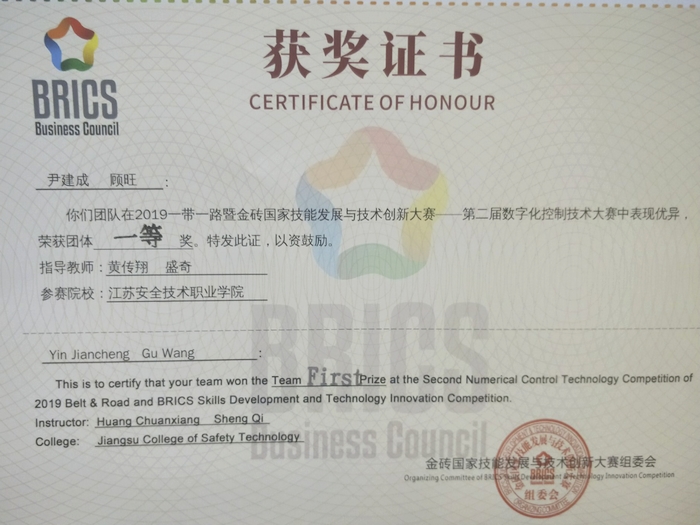 获奖证书
CERTIFICATE OF HONOUR
BRICS
Business Council
尹建成 顾旺 :
你们团队在2019一带一路暨金砖国家技能发展与技术创新大赛——第二届数字化控制技术大赛中表现优异，
荣获团体 一等 奖。特发此证，以资鼓励。
指导教师：黄传翔 盛奇
参赛院校：江苏安全技术职业学院
BRICS
Business Council
Yin Jiancheng Gu Wang :
This is to certify that your team won the Team First Prize at the Second Numerical Control Technology Competition of
2019 Belt & Road and BRICS Skills Development and Technology Innovation Competition.
Instructor: Huang Chuanxiang Sheng Qi
College: Jiangsu College of Safety Technology
金砖国家技能发展与技术创新大赛组委会
Organizing Committee of BRICS Skills Development & Technology Innovation Competition
BRICS
组委会